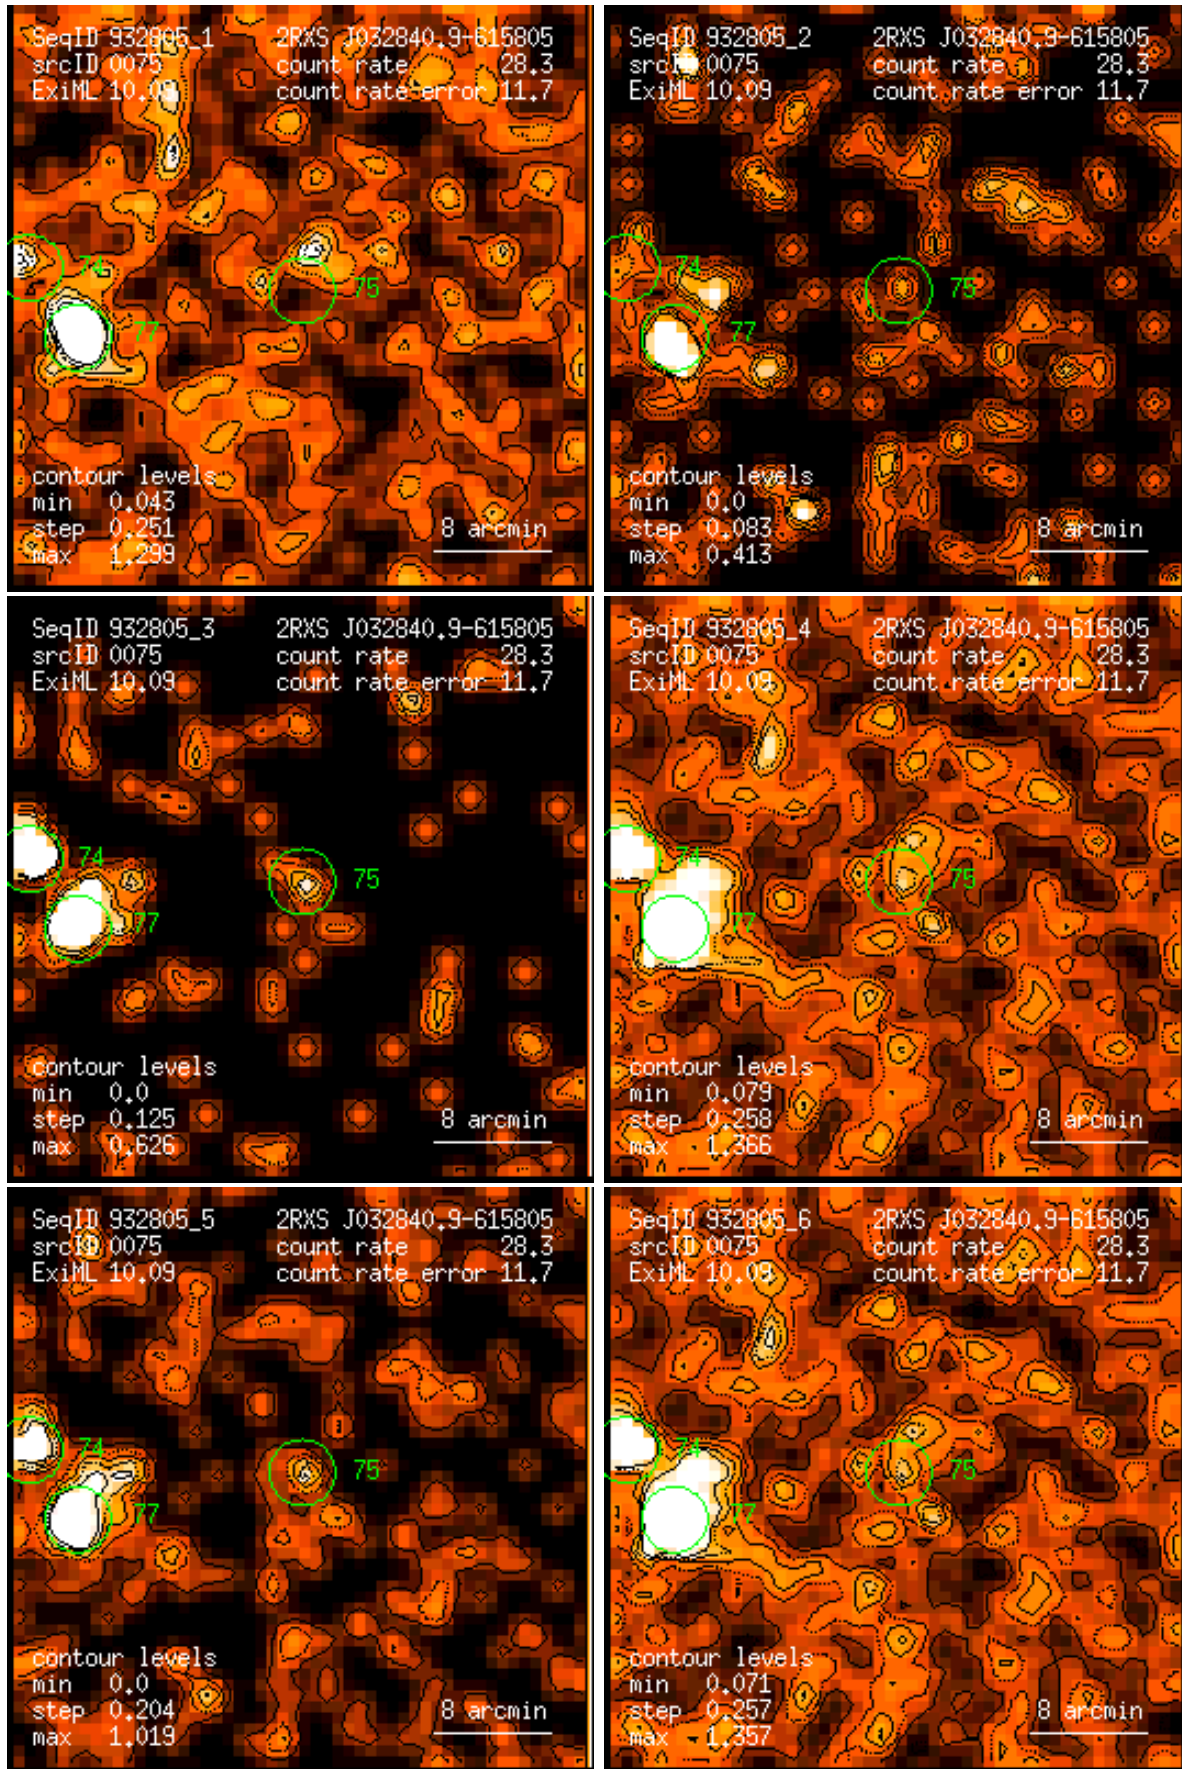 SeqID 932805_1 2RXS J032840.9-615805
srcID 0075 count rate 28.3
ExiML 10.09 count rate error 11.7
74
75
77
contour levels
min 0.043
step 0.251
max 1.299
8 arcmin
SeqID 932805_2 2RXS J032840.9-615805
srcID 0075 count rate 28.3
ExiML 10.09 count rate error 11.7
74
75
77
contour levels
min 0.0
step 0.083
max 0.413
8 arcmin
SeqID 932805_3 2RXS J032840.9-615805
srcID 0075 count rate 28.3
ExiML 10.09 count rate error 11.7
74
75
77
contour levels
min 0.0
step 0.125
max 0.626
8 arcmin
SeqID 932805_4 2RXS J032840.9-615805
srcID 0075 count rate 28.3
ExiML 10.09 count rate error 11.7
74
75
77
contour levels
min 0.079
step 0.258
max 1.366
8 arcmin
SeqID 932805_5 2RXS J032840.9-615805
srcID 0075 count rate 28.3
ExiML 10.09 count rate error 11.7
74
75
77
contour levels
min 0.0
step 0.204
max 1.019
8 arcmin
SeqID 932805_6 2RXS J032840.9-615805
srcID 0075 count rate 28.3
ExiML 10.09 count rate error 11.7
74
75
77
contour levels
min 0.071
step 0.257
max 1.357
8 arcmin